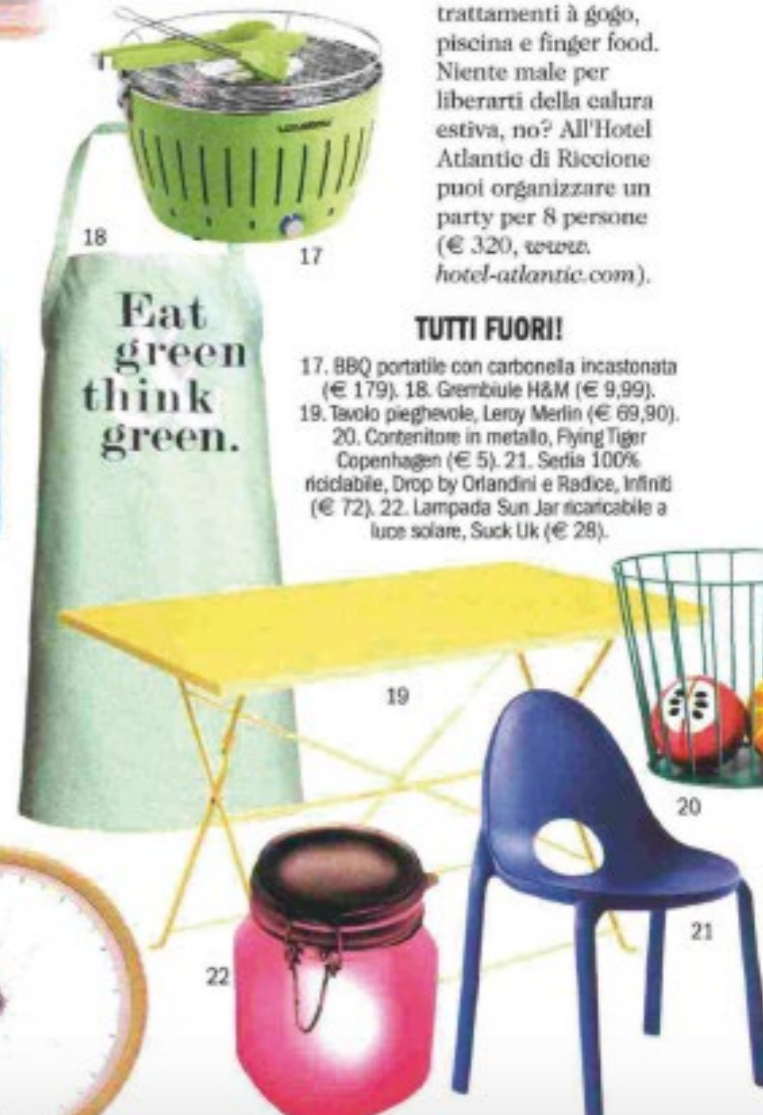 trattamenti à gogo,
piscina e finger food.
Niente male per
liberarti della calura
estiva, no? All'Hotel
Atlantic di Riccione
puoi organizzare un
party per 8 persone
(€ 320, www.
hotel-atlantic.com).
17
18
Eat
green
think
green.
TUTTI FUORI!
17. BBQ portatile con carbonella incastonata
(€ 179). 18. Grembiule H&M (€ 9,99).
19. Tavolo pieghevole, Leroy Merlin (€ 69,90).
20. Contenitore in metallo, Flying Tiger
Copenhagen (€ 5). 21. Sedia 100%
riciclabile, Drop by Orlandini e Radice, Infiniti
(€ 72). 22. Lampada Sun Jar ricaricabile a
luce solare, Suck Uk (€ 28).
19
20
21
22